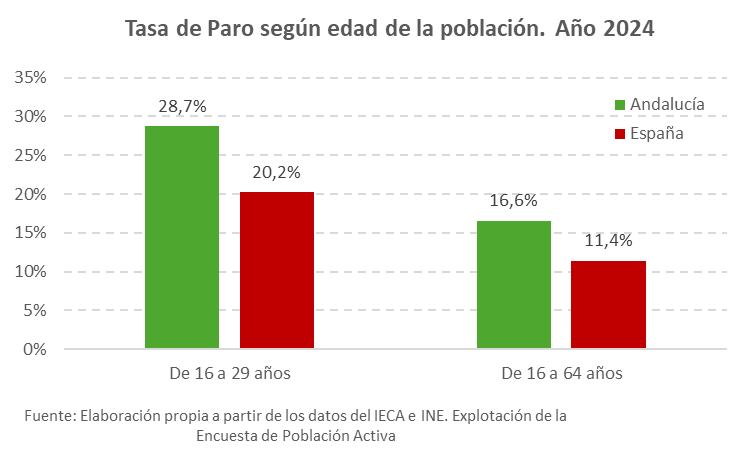 Tasa de Paro según edad de la población.  Año 2024
35%
30%
25%
20%
15%
10%
5%
0%
28,7%
20,2%
16,6%
11,4%
Andalucía
España
De 16 a 29 años
De 16 a 64 años
Fuente: Elaboración propia a partir de los datos del IECA e INE. Explotación de la
Encuesta de Población Activa